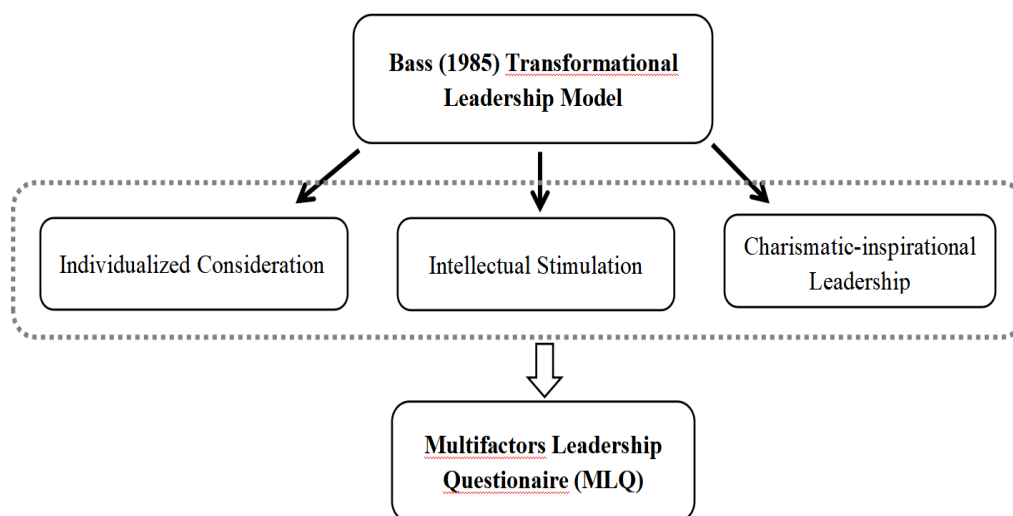 Bass (1985) Transformational
Leadership Model
Individualized Consideration
Intellectual Stimulation
Charismatic-inspirational
Leadership
Multifactors Leadership
Questionaire (MLQ)